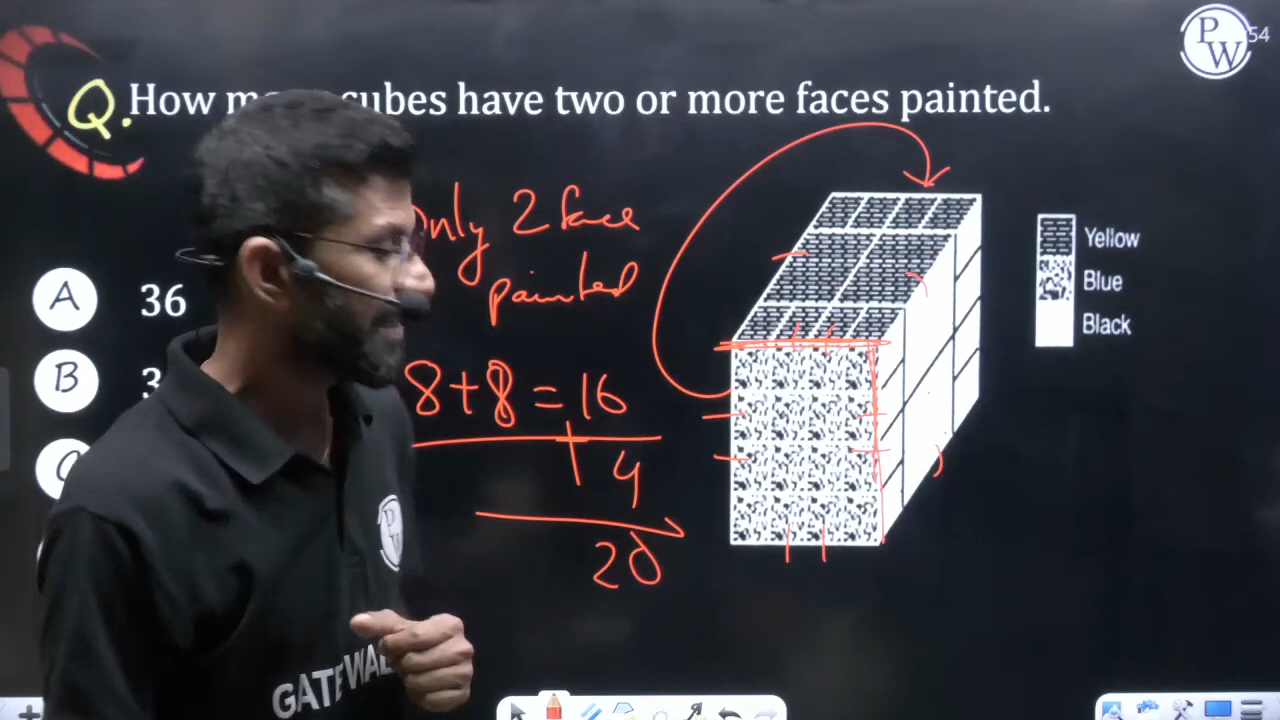 PW 54
Q. How cubes have two or more faces painted.
only 2 face
painted
A 36
B 3
8+8=16
+ 4
20
Yellow
Blue
Black
PW
GATE WAL